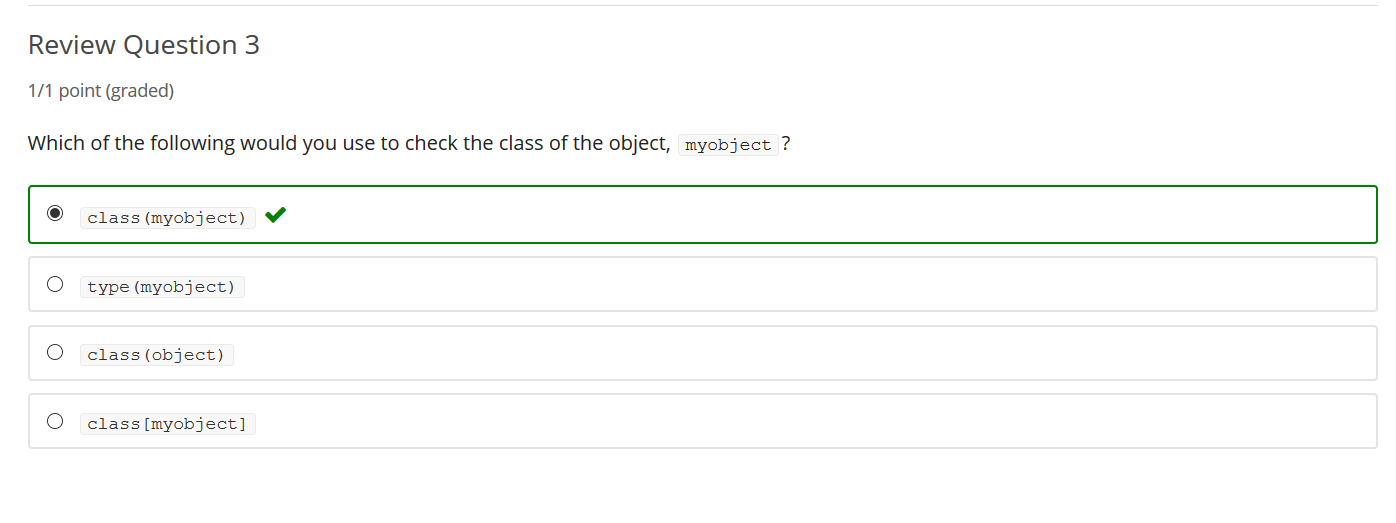 Review Question 3
1/1 point (graded)
Which of the following would you use to check the class of the object, myobject ?
class(myobject)
type(myobject)
class(object)
class[myobject]